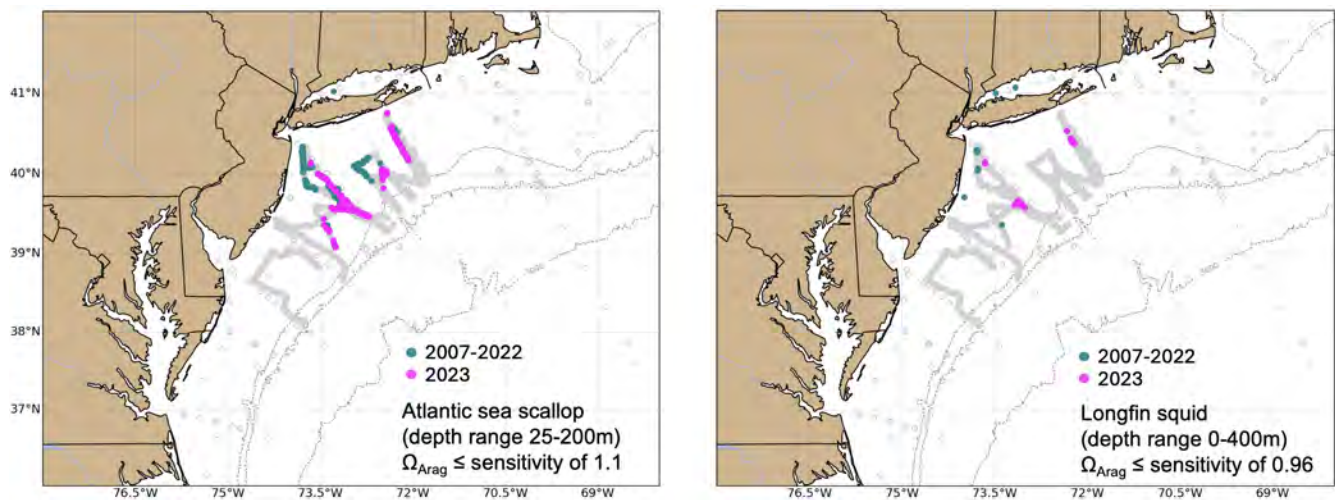 41°N
40°N
39°N
38°N
37°N
2007-2022
2023
Atlantic sea scallop
(depth range 25-200m)
ΩArag ≤ sensitivity of 1.1
76.5°W 75°W 73.5°W 72°W 70.5°W 69°W
2007-2022
2023
Longfin squid
(depth range 0-400m)
ΩArag ≤ sensitivity of 0.96
76.5°W 75°W 73.5°W 72°W 70.5°W 69°W